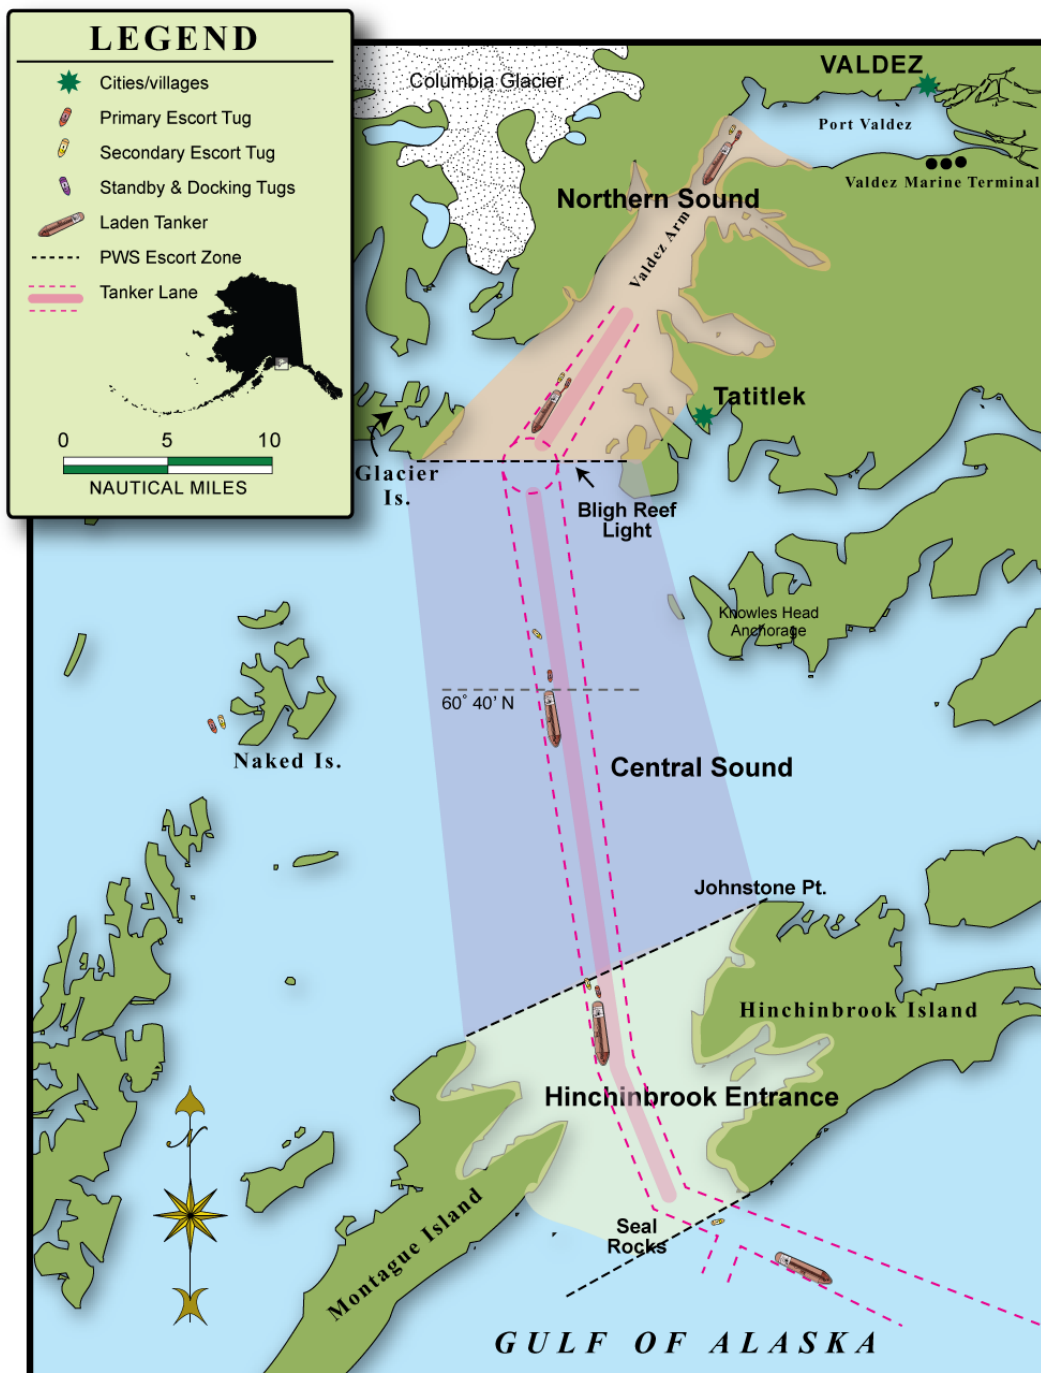 LEGEND
Cities/villages
Primary Escort Tug
Secondary Escort Tug
Standby & Docking Tugs
Laden Tanker
PWS Escort Zone
Tanker Lane
0 5 10
NAUTICAL MILES
Columbia Glacier
VALDEZ
Port Valdez
Valdez Marine Terminal
Northern Sound
Valdez Arm
Tatitlek
Glacier
Is.
Bligh Reef
Light
Knowles Head
Anchorage
60° 40' N
Naked Is.
Central Sound
Johnstone Pt.
Hinchinbrook Island
Hinchinbrook Entrance
N
Montague Island
Seal
Rocks
GULF OF ALASKA